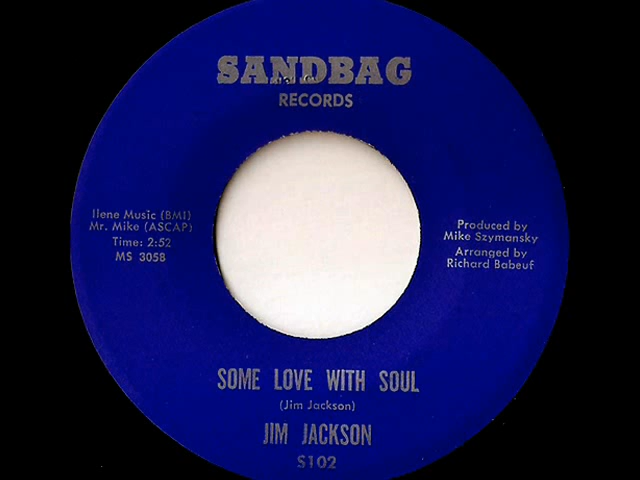 SANDBAG
RECORDS
Ilene Music (BMI)
Mr. Mike (ASCAP)
Time: 2:52
MS 3058
Produced by
Mike Szymansky
Arranged by
Richard Babeuf
SOME LOVE WITH SOUL
(Jim Jackson)
JIM JACKSON
S102